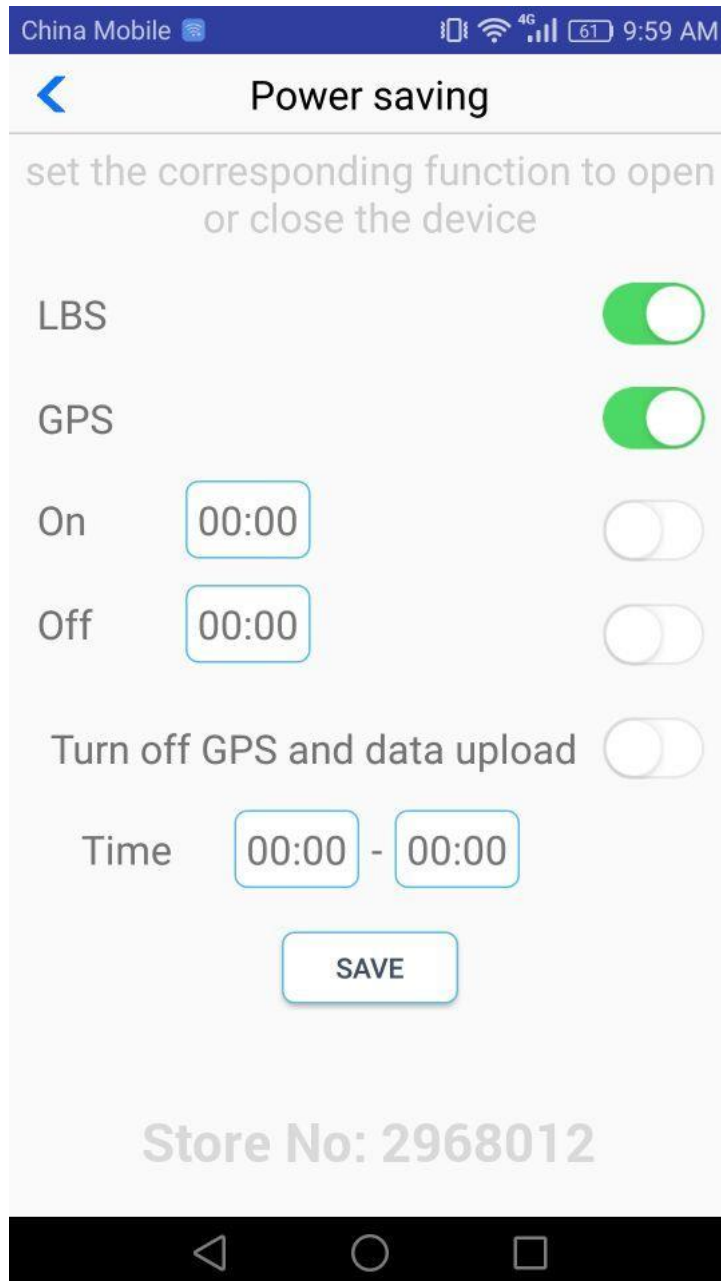 China Mobile 4G 61 9:59 AM
Power saving
set the corresponding function to open
or close the device
LBS
GPS
On 00:00
Off 00:00
Turn off GPS and data upload
Time 00:00 - 00:00
SAVE
Store No: 2968012